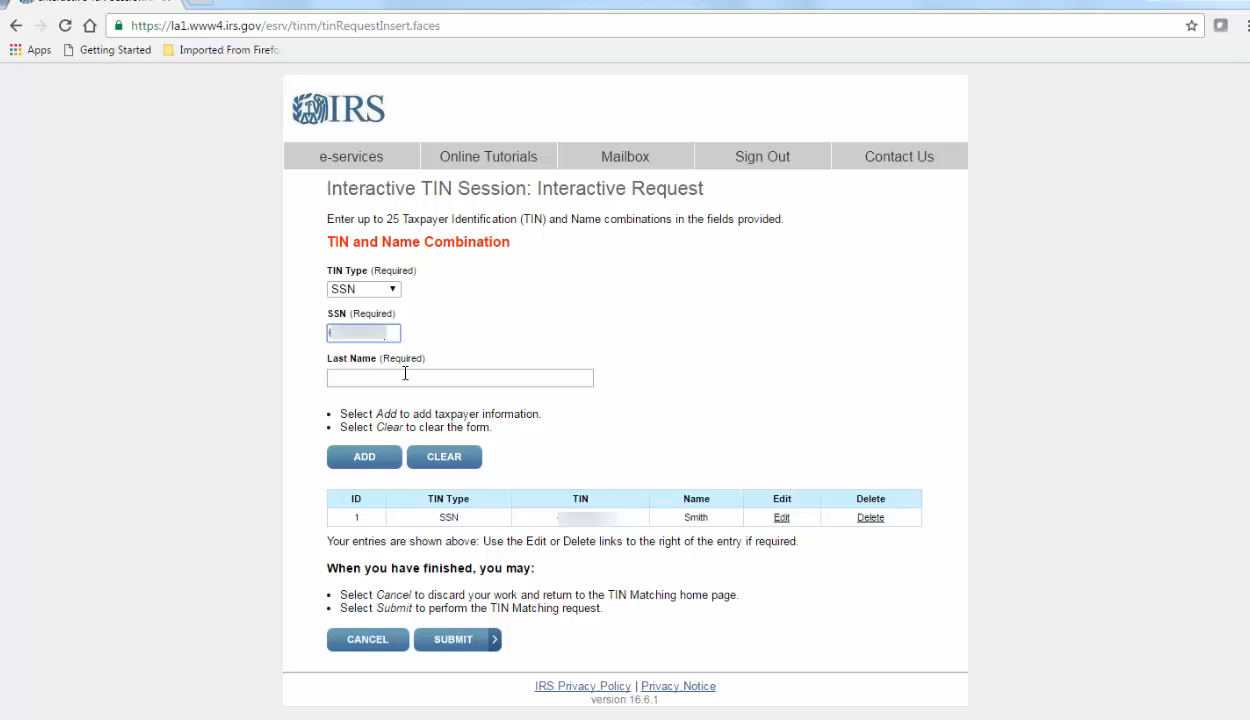 https://la1.www4.irs.gov/esrv/tinm/tinRequestInsert.faces
Apps Getting Started Imported From Firefo
IRS
e-services Online Tutorials Mailbox Sign Out Contact Us
Interactive TIN Session: Interactive Request
Enter up to 25 Taxpayer Identification (TIN) and Name combinations in the fields provided.
TIN and Name Combination
TIN Type (Required)
SSN
SSN (Required)
Last Name (Required)
• Select Add to add taxpayer information.
• Select Clear to clear the form.
ADD CLEAR
ID TIN Type TIN Name Edit Delete
1 SSN Smith Edit Delete
Your entries are shown above: Use the Edit or Delete links to the right of the entry if required.
When you have finished, you may:
• Select Cancel to discard your work and return to the TIN Matching home page.
• Select Submit to perform the TIN Matching request.
CANCEL SUBMIT >
IRS Privacy Policy | Privacy Notice
version 16.6.1